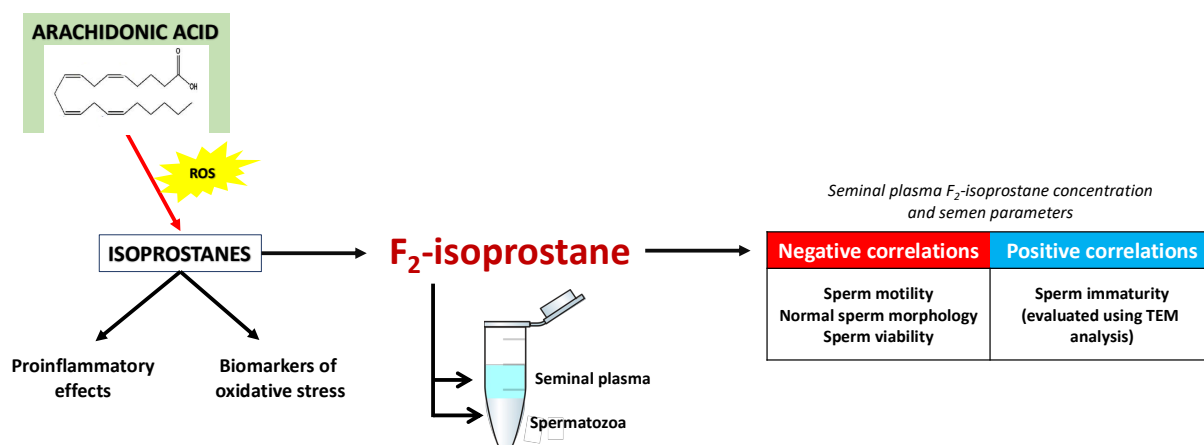 ARACHIDONIC ACID
O
OH
ROS
ISOPROSTANES
Proinflammatory
effects
Biomarkers of
oxidative stress
F₂-isoprostane
Seminal plasma
Spermatozoa
Seminal plasma F₂-isoprostane concentration
and semen parameters
Negative correlations
Positive correlations
Sperm motility
Normal sperm morphology
Sperm viability
Sperm immaturity
(evaluated using TEM
analysis)